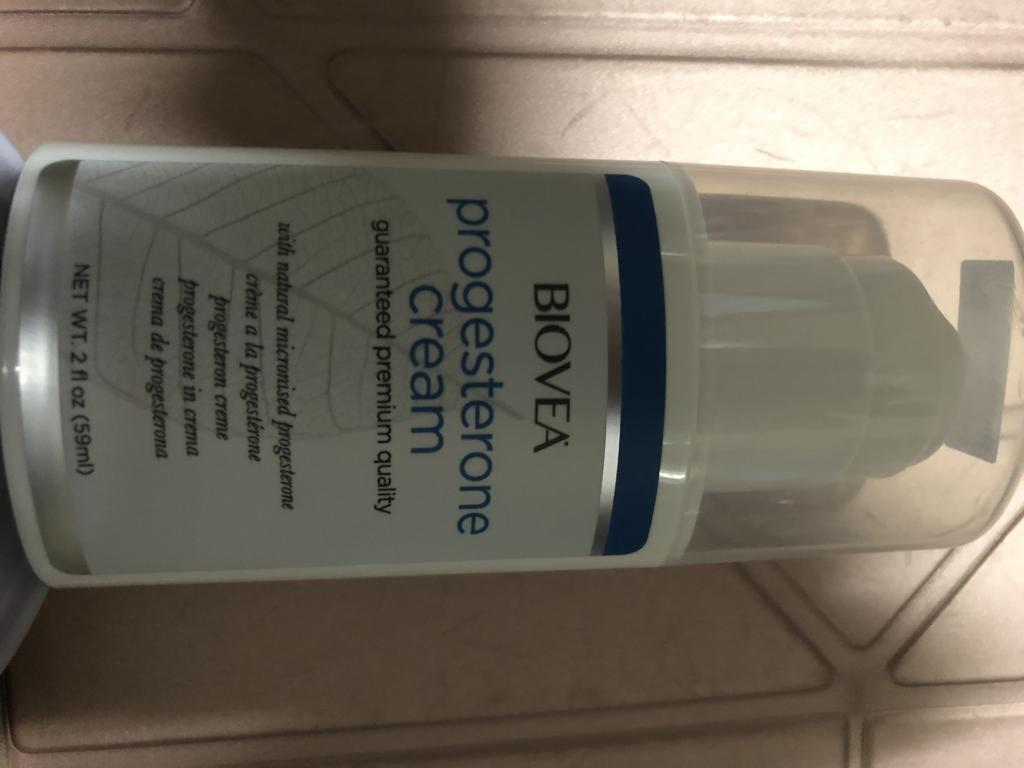 BIOVEA
progesterone
cream
guaranteed premium quality
with natural micronised progesterone
crème a la progestérone
progesteron creme
progesterone in crema
crema de progesterona
NET WT. 2 fl oz (59ml)